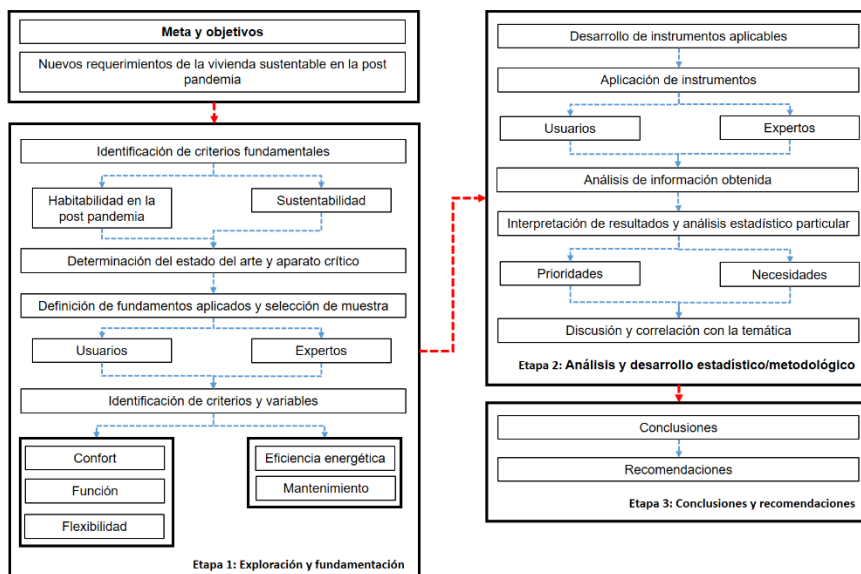 Meta y objetivos
Nuevos requerimientos de la vivienda sustentable en la post
pandemia
Identificación de criterios fundamentales
Habitabilidad en la
post pandemia
Sustentabilidad
Determinación del estado del arte y aparato crítico
Definición de fundamentos aplicados y selección de muestra
Usuarios
Expertos
Identificación de criterios y variables
Confort
Función
Flexibilidad
Eficiencia energética
Mantenimiento
Etapa 1: Exploración y fundamentación
Desarrollo de instrumentos aplicables
Aplicación de instrumentos
Usuarios
Expertos
Análisis de información obtenida
Interpretación de resultados y análisis estadístico particular
Prioridades
Necesidades
Discusión y correlación con la temática
Etapa 2: Análisis y desarrollo estadístico/metodológico
Conclusiones
Recomendaciones
Etapa 3: Conclusiones y recomendaciones